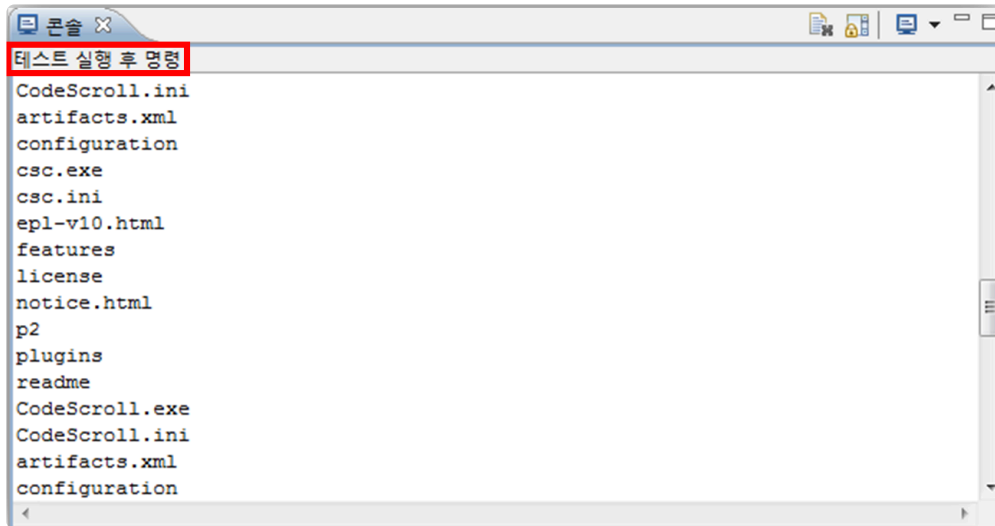 콘솔
테스트 실행 후 명령
CodeScroll.ini
artifacts.xml
configuration
csc.exe
csc.ini
epl-v10.html
features
license
notice.html
p2
plugins
readme
CodeScroll.exe
CodeScroll.ini
artifacts.xml
configuration